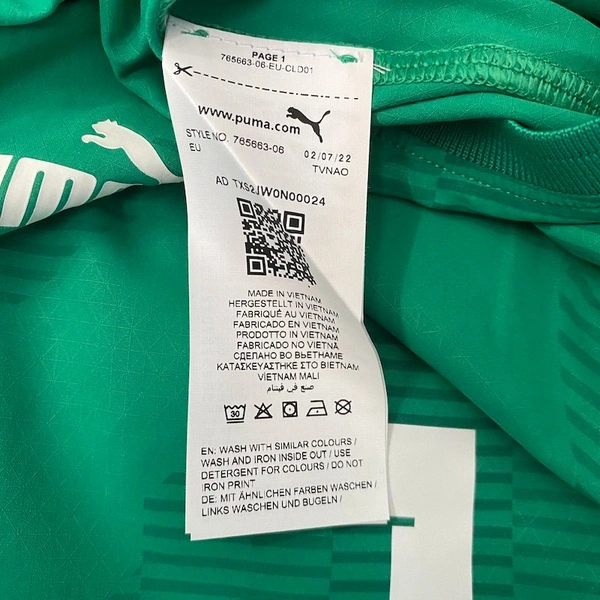 PAGE 1
765663-06-EU-CLD01
www.puma.com
STYLE NO. 765663-06 02/07/22
EU TVNAO
AD TXS2JW0N00024
MADE IN VIETNAM
HERGESTELLT IN VIETNAM
FABRIQUÉ AU VIETNAM
FABRICADO EN VIETNAM
PRODOTTO IN VIETNAM
FABRICADO NO VIETNÃ
СДЕЛАНО ВО ВЬЕТНАМЕ
ΚΑΤΑΣΚΕΥΑΣΤΗΚΕ ΣΤΟ ΒΙΕΤΝΑΜ
VİETNAM MALI
صنع في فيتنام
30
EN: WASH WITH SIMILAR COLOURS /
WASH AND IRON INSIDE OUT / USE
DETERGENT FOR COLOURS / DO NOT
IRON PRINT
DE: MIT ÄHNLICHEN FARBEN WASCHEN /
LINKS WASCHEN UND BÜGELN /